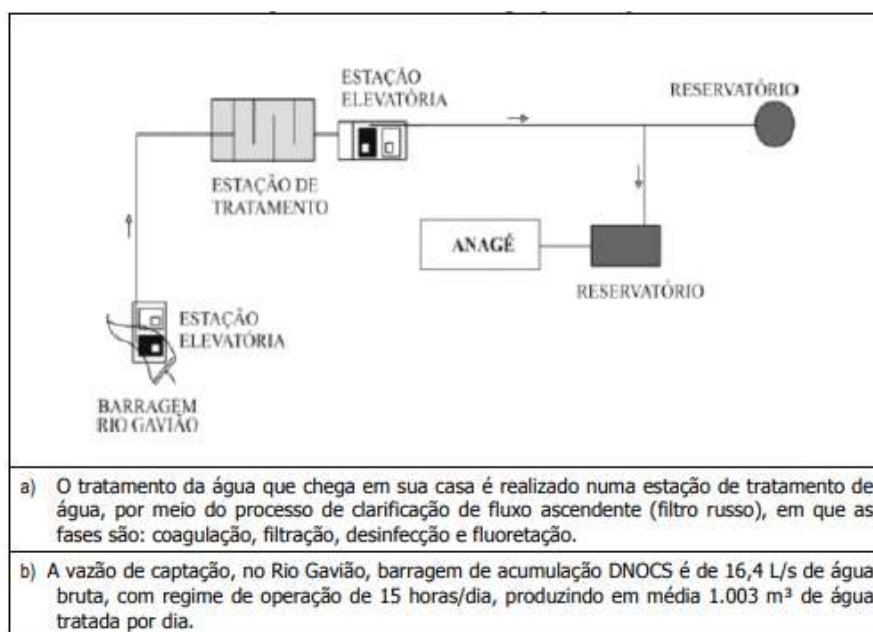 ESTAÇÃO
ELEVATÓRIA
RESERVATÓRIO
ESTAÇÃO DE
TRATAMENTO
ANAGÉ
RESERVATÓRIO
ESTAÇÃO
ELEVATÓRIA
BARRAGEM
RIO GAVIÃO
a) O tratamento da água que chega em sua casa é realizado numa estação de tratamento de
água, por meio do processo de clarificação de fluxo ascendente (filtro russo), em que as
fases são: coagulação, filtração, desinfecção e fluoretação.
b) A vazão de captação, no Rio Gavião, barragem de acumulação DNOCS é de 16,4 L/s de água
bruta, com regime de operação de 15 horas/dia, produzindo em média 1.003 m³ de água
tratada por dia.